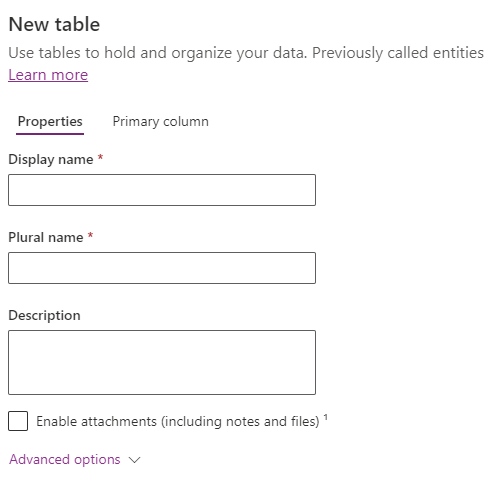 New table
Use tables to hold and organize your data. Previously called entities
Learn more
Properties Primary column
Display name *
Plural name *
Description
Enable attachments (including notes and files) ¹
Advanced options